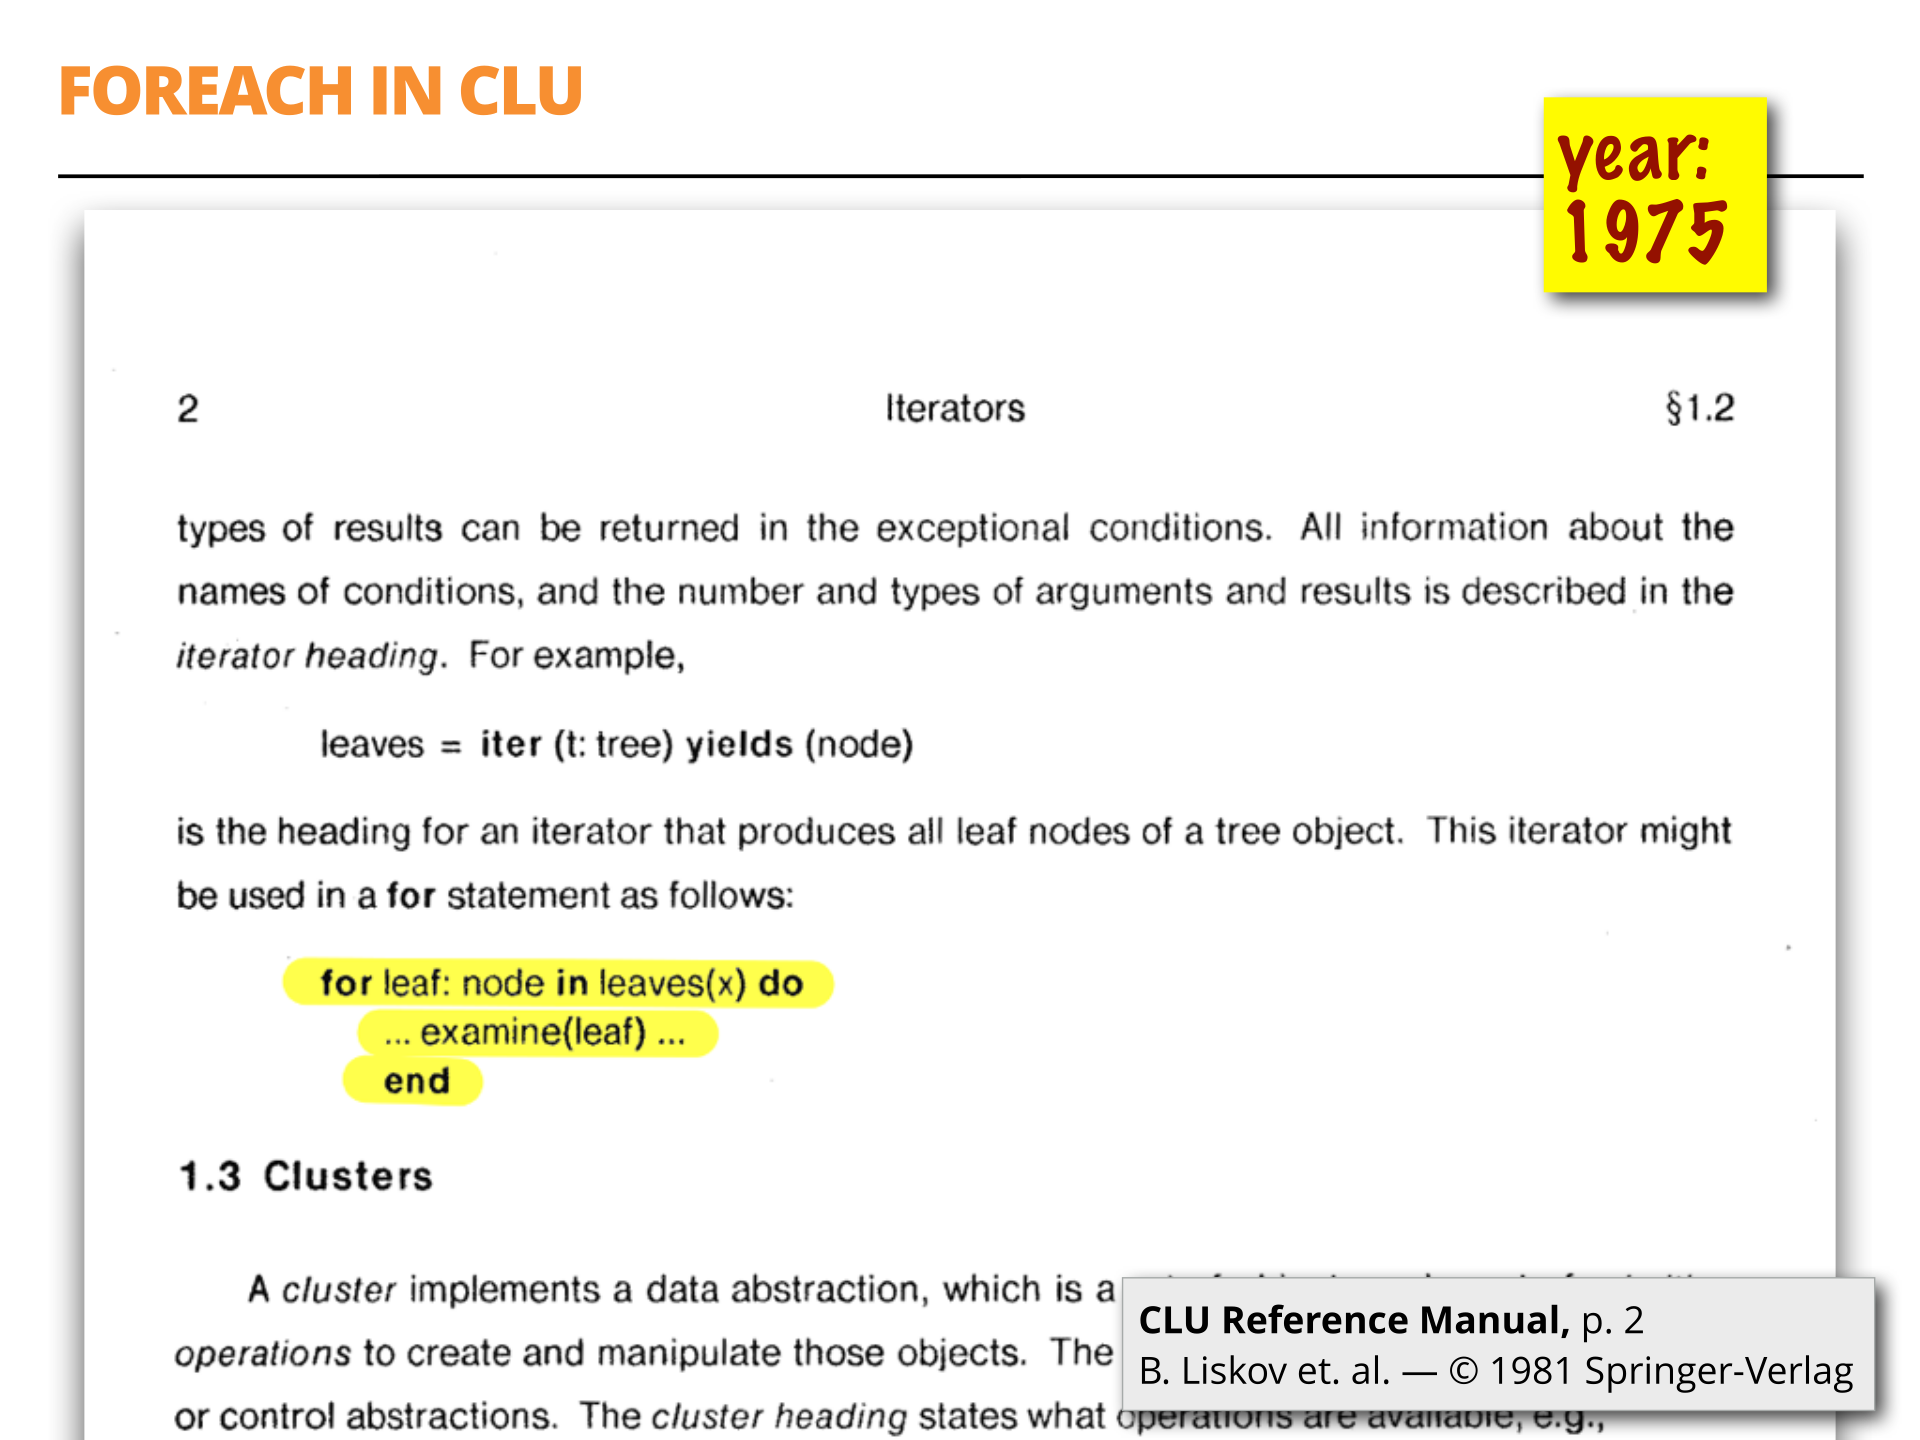 FOREACH IN CLU
year:
1975
2 Iterators §1.2
types of results can be returned in the exceptional conditions. All information about the
names of conditions, and the number and types of arguments and results is described in the
iterator heading. For example,
leaves = iter (t: tree) yields (node)
is the heading for an iterator that produces all leaf nodes of a tree object. This iterator might
be used in a for statement as follows:
for leaf: node in leaves(x) do
... examine(leaf) ...
end
1.3 Clusters
A cluster implements a data abstraction, which is a
operations to create and manipulate those objects. The
or control abstractions. The cluster heading states what operations are available, e.g.,
CLU Reference Manual, p. 2
B. Liskov et. al. — © 1981 Springer-Verlag